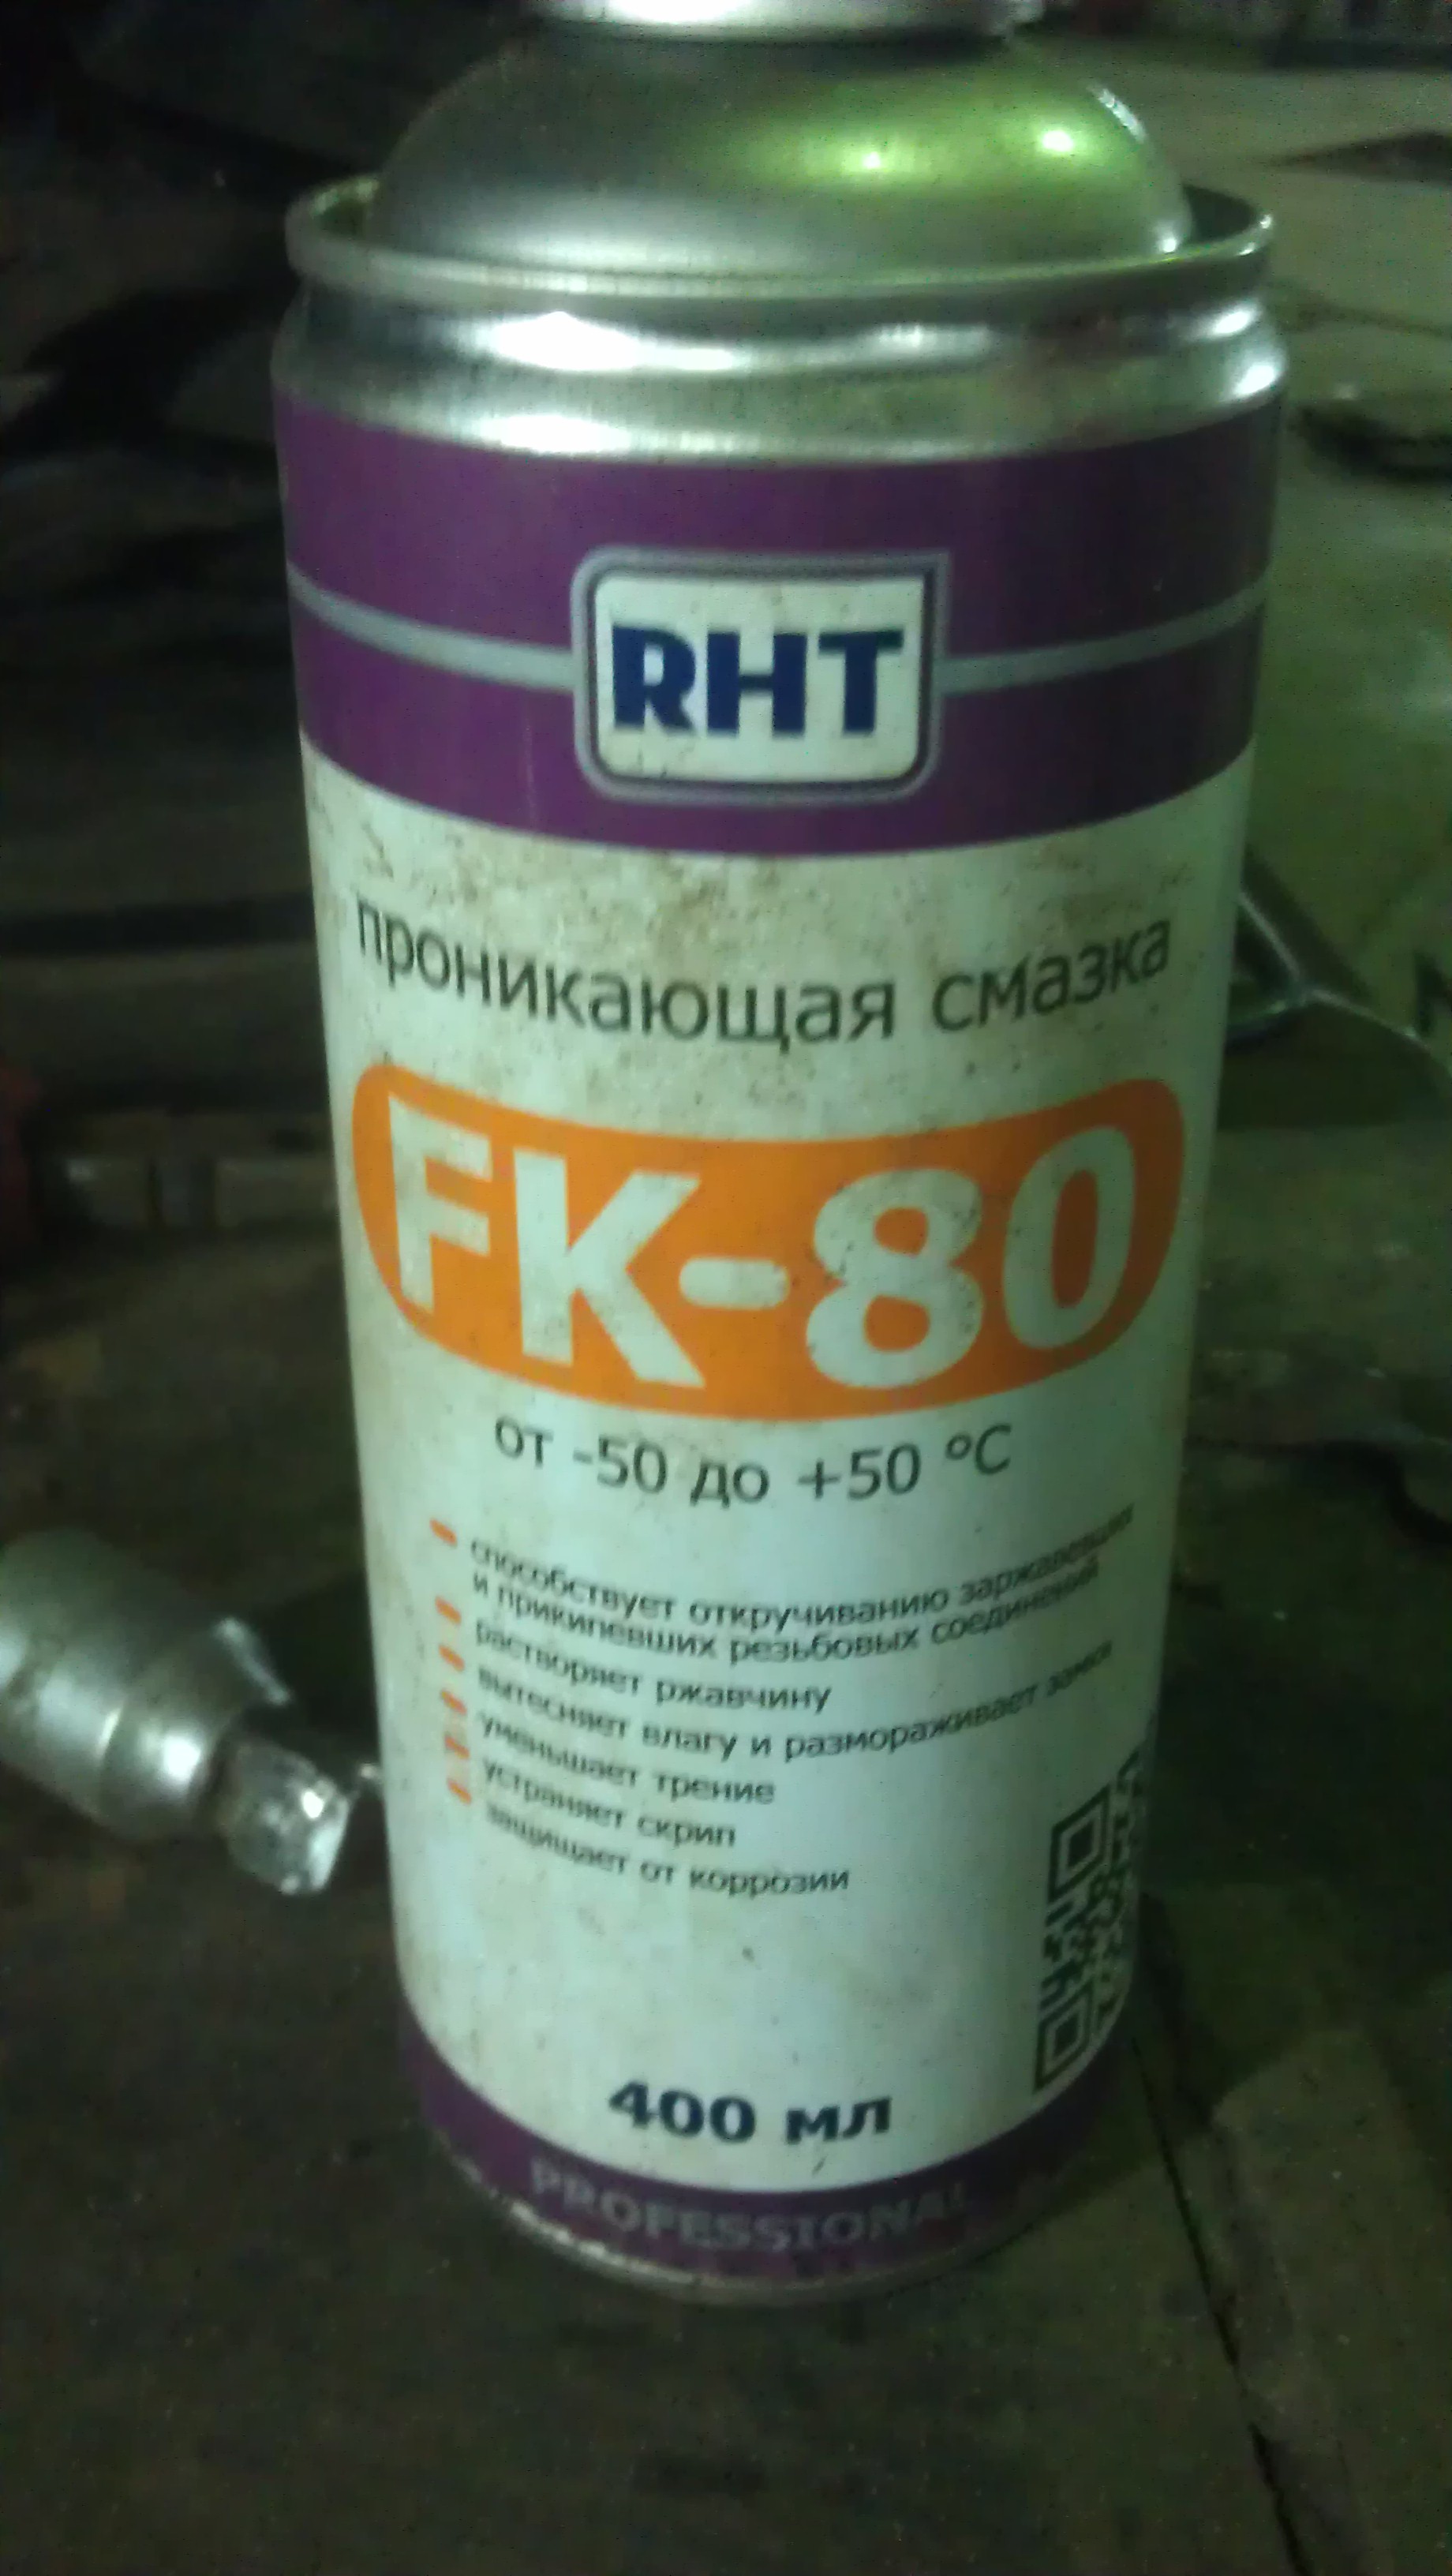 RHT
проникающая смазка
FK-80
от -50 до +50 °C
способствует откручиванию заржавевших
и прикипевших резьбовых соединений
растворяет ржавчину
вытесняет влагу и размораживает замки
уменьшает трение
устраняет скрип
защищает от коррозии
400 мл
PROFESSIONAL